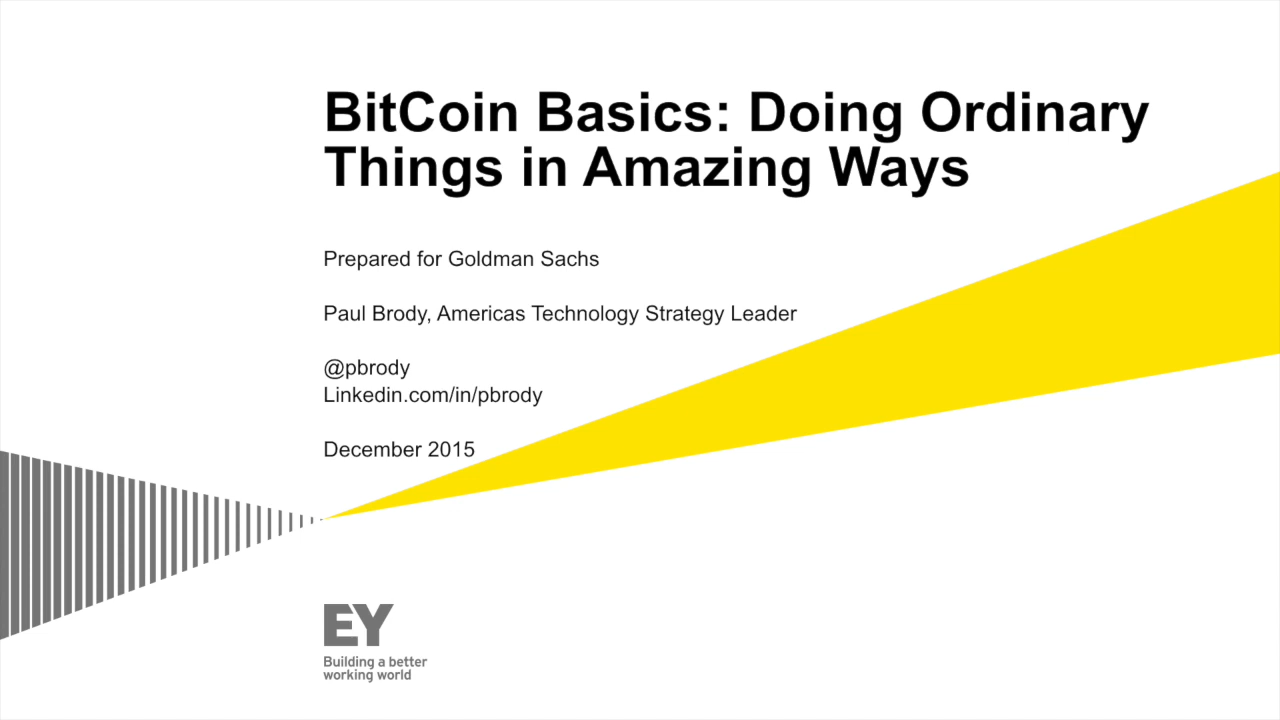 BitCoin Basics: Doing Ordinary
Things in Amazing Ways
Prepared for Goldman Sachs
Paul Brody, Americas Technology Strategy Leader
@pbrody
Linkedin.com/in/pbrody
December 2015
EY
Building a better
working world